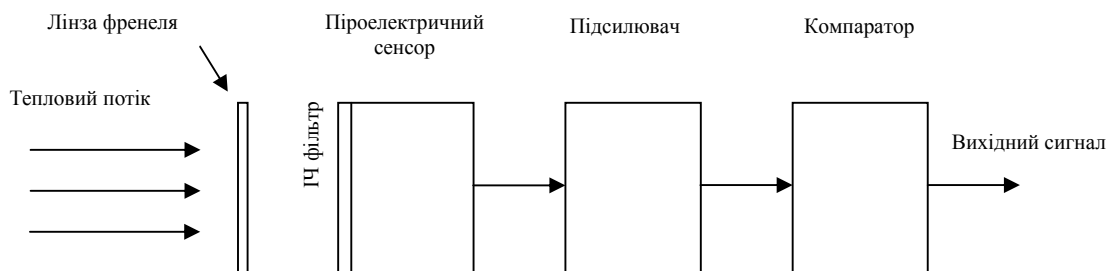 Лінза френеля
Піроелектричний
сенсор
Підсилювач
Компаратор
Тепловий потік
ІЧ фільтр
Вихідний сигнал